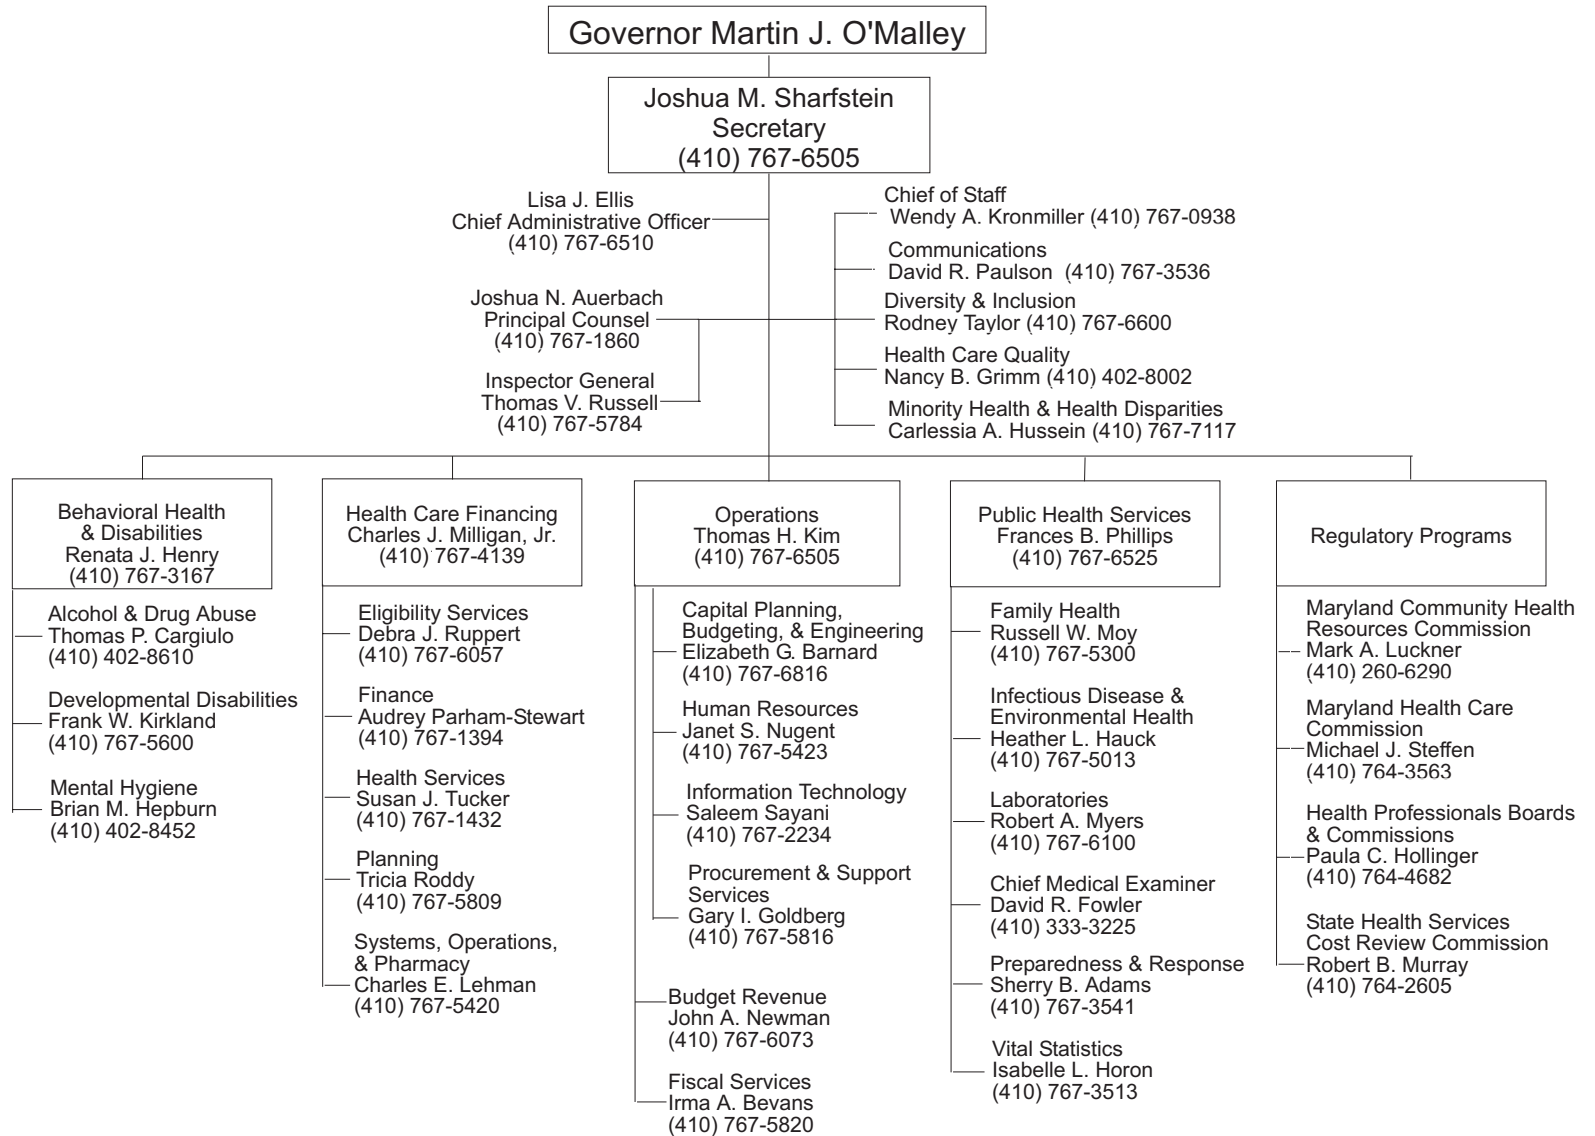 Governor Martin J. O'Malley
Joshua M. Sharfstein
Secretary
(410) 767-6505
Lisa J. Ellis
Chief Administrative Officer
(410) 767-6510
Joshua N. Auerbach
Principal Counsel
(410) 767-1860
Inspector General
Thomas V. Russell
(410) 767-5784
Chief of Staff
Wendy A. Kronmiller (410) 767-0938
Communications
David R. Paulson (410) 767-3536
Diversity & Inclusion
Rodney Taylor (410) 767-6600
Health Care Quality
Nancy B. Grimm (410) 402-8002
Minority Health & Health Disparities
Carlessia A. Hussein (410) 767-7117
Behavioral Health
& Disabilities
Renata J. Henry
(410) 767-3167
Alcohol & Drug Abuse
Thomas P. Cargiulo
(410) 402-8610
Developmental Disabilities
Frank W. Kirkland
(410) 767-5600
Mental Hygiene
Brian M. Hepburn
(410) 402-8452
Health Care Financing
Charles J. Milligan, Jr.
(410) 767-4139
Eligibility Services
Debra J. Ruppert
(410) 767-6057
Finance
Audrey Parham-Stewart
(410) 767-1394
Health Services
Susan J. Tucker
(410) 767-1432
Planning
Tricia Roddy
(410) 767-5809
Systems, Operations,
& Pharmacy
Charles E. Lehman
(410) 767-5420
Operations
Thomas H. Kim
(410) 767-6505
Capital Planning,
Budgeting, & Engineering
Elizabeth G. Barnard
(410) 767-6816
Human Resources
Janet S. Nugent
(410) 767-5423
Information Technology
Saleem Sayani
(410) 767-2234
Procurement & Support
Services
Gary I. Goldberg
(410) 767-5816
Budget Revenue
John A. Newman
(410) 767-6073
Fiscal Services
Irma A. Bevans
(410) 767-5820
Public Health Services
Frances B. Phillips
(410) 767-6525
Family Health
Russell W. Moy
(410) 767-5300
Infectious Disease &
Environmental Health
Heather L. Hauck
(410) 767-5013
Laboratories
Robert A. Myers
(410) 767-6100
Chief Medical Examiner
David R. Fowler
(410) 333-3225
Preparedness & Response
Sherry B. Adams
(410) 767-3541
Vital Statistics
Isabelle L. Horon
(410) 767-3513
Regulatory Programs
Maryland Community Health
Resources Commission
Mark A. Luckner
(410) 260-6290
Maryland Health Care
Commission
Michael J. Steffen
(410) 764-3563
Health Professionals Boards
& Commissions
Paula C. Hollinger
(410) 764-4682
State Health Services
Cost Review Commission
Robert B. Murray
(410) 764-2605